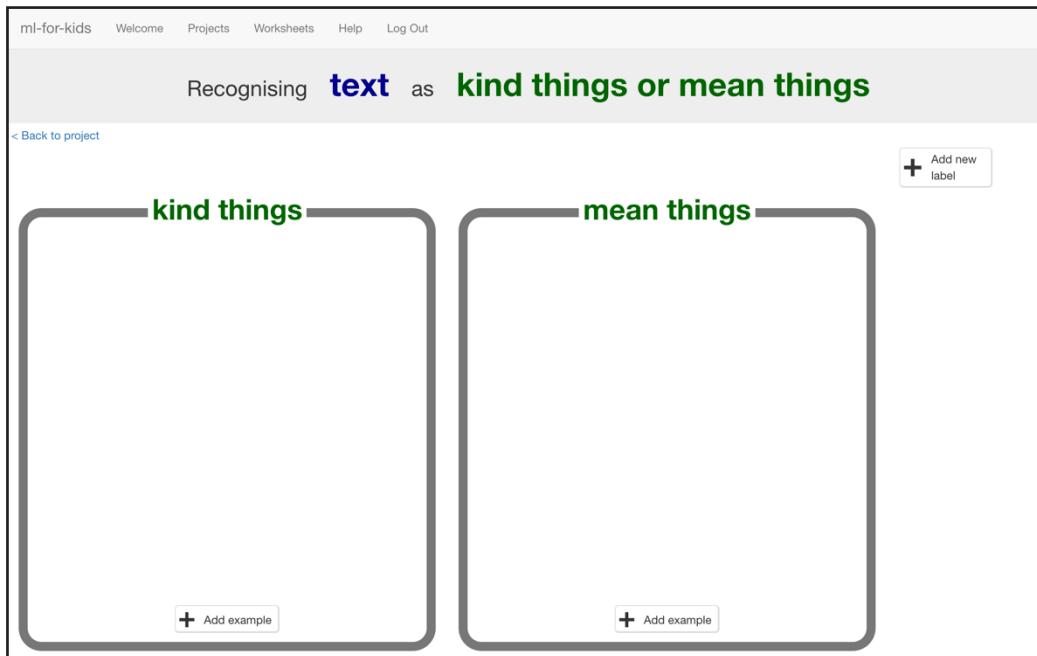 ml-for-kids Welcome Projects Worksheets Help Log Out
Recognising text as kind things or mean things
< Back to project
Add new
label
kind things mean things
Add example Add example